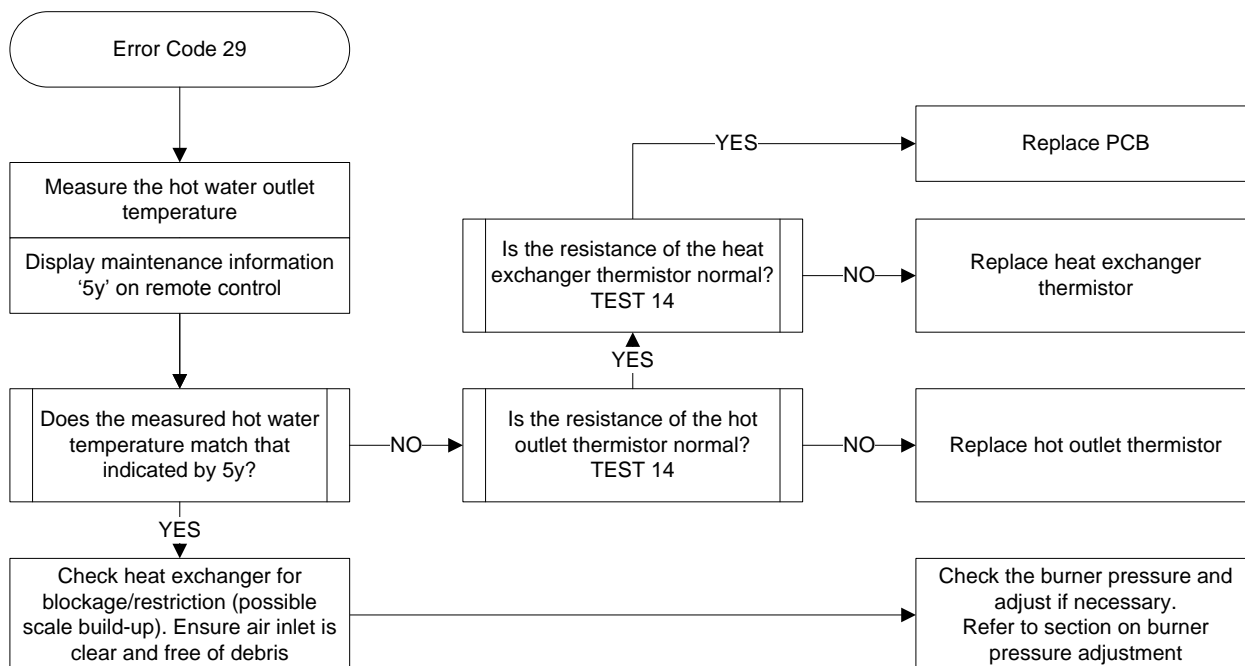 Error Code 29
YES
Replace PCB
Measure the hot water outlet
temperature
Display maintenance information
‘5y’ on remote control
Is the resistance of the heat
exchanger thermistor normal?
TEST 14
NO
Replace heat exchanger
thermistor
YES
Does the measured hot water
temperature match that
indicated by 5y?
NO
Is the resistance of the hot
outlet thermistor normal?
TEST 14
NO
Replace hot outlet thermistor
YES
Check heat exchanger for
blockage/restriction (possible
scale build-up). Ensure air inlet is
clear and free of debris
Check the burner pressure and
adjust if necessary.
Refer to section on burner
pressure adjustment